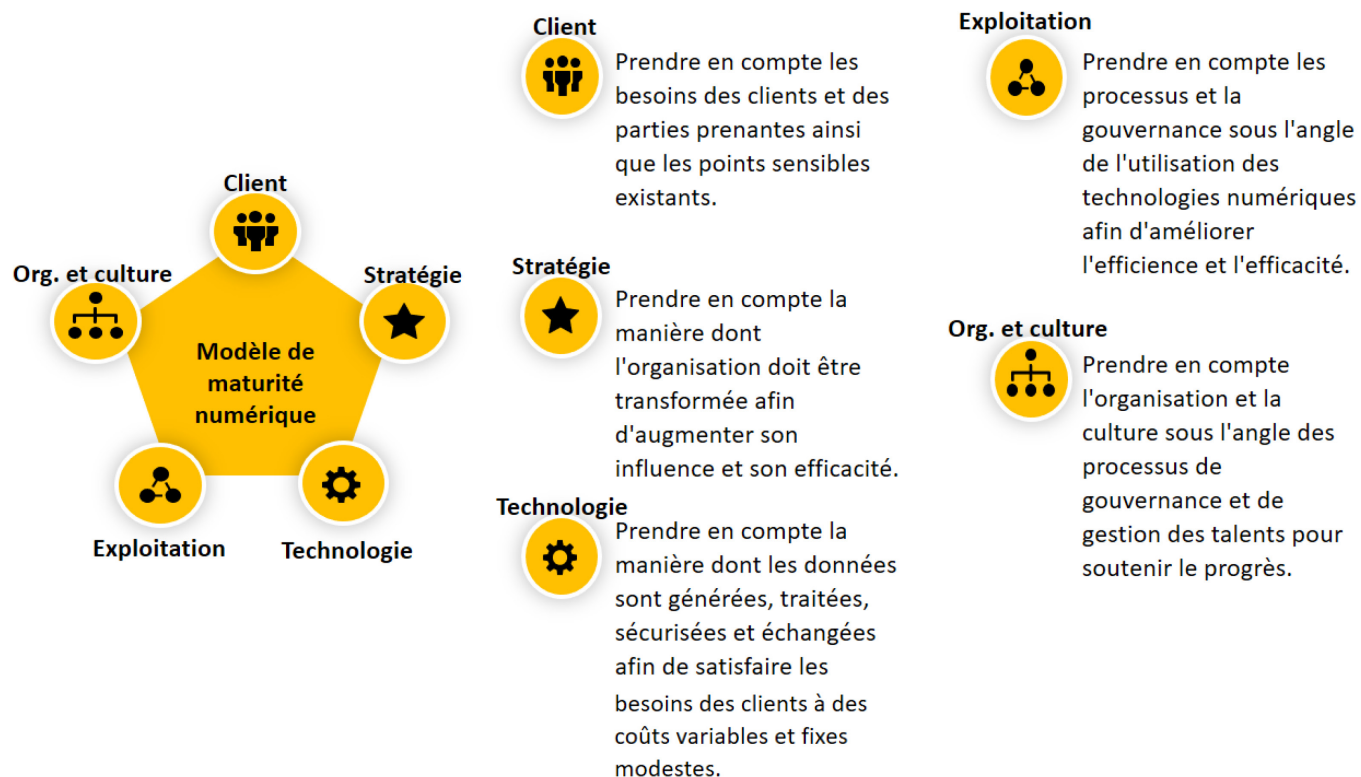 Client
Org. et culture
Stratégie
Modèle de
maturité
numérique
Exploitation
Technologie
Client
Prendre en compte les
besoins des clients et des
parties prenantes ainsi
que les points sensibles
existants.
Stratégie
Prendre en compte la
manière dont
l'organisation doit être
transformée afin
d'augmenter son
influence et son efficacité.
Technologie
Prendre en compte la
manière dont les données
sont générées, traitées,
sécurisées et échangées
afin de satisfaire les
besoins des clients à des
coûts variables et fixes
modestes.
Exploitation
Prendre en compte les
processus et la
gouvernance sous l'angle
de l'utilisation des
technologies numériques
afin d'améliorer
l'efficience et l'efficacité.
Org. et culture
Prendre en compte
l'organisation et la
culture sous l'angle des
processus de
gouvernance et de
gestion des talents pour
soutenir le progrès.